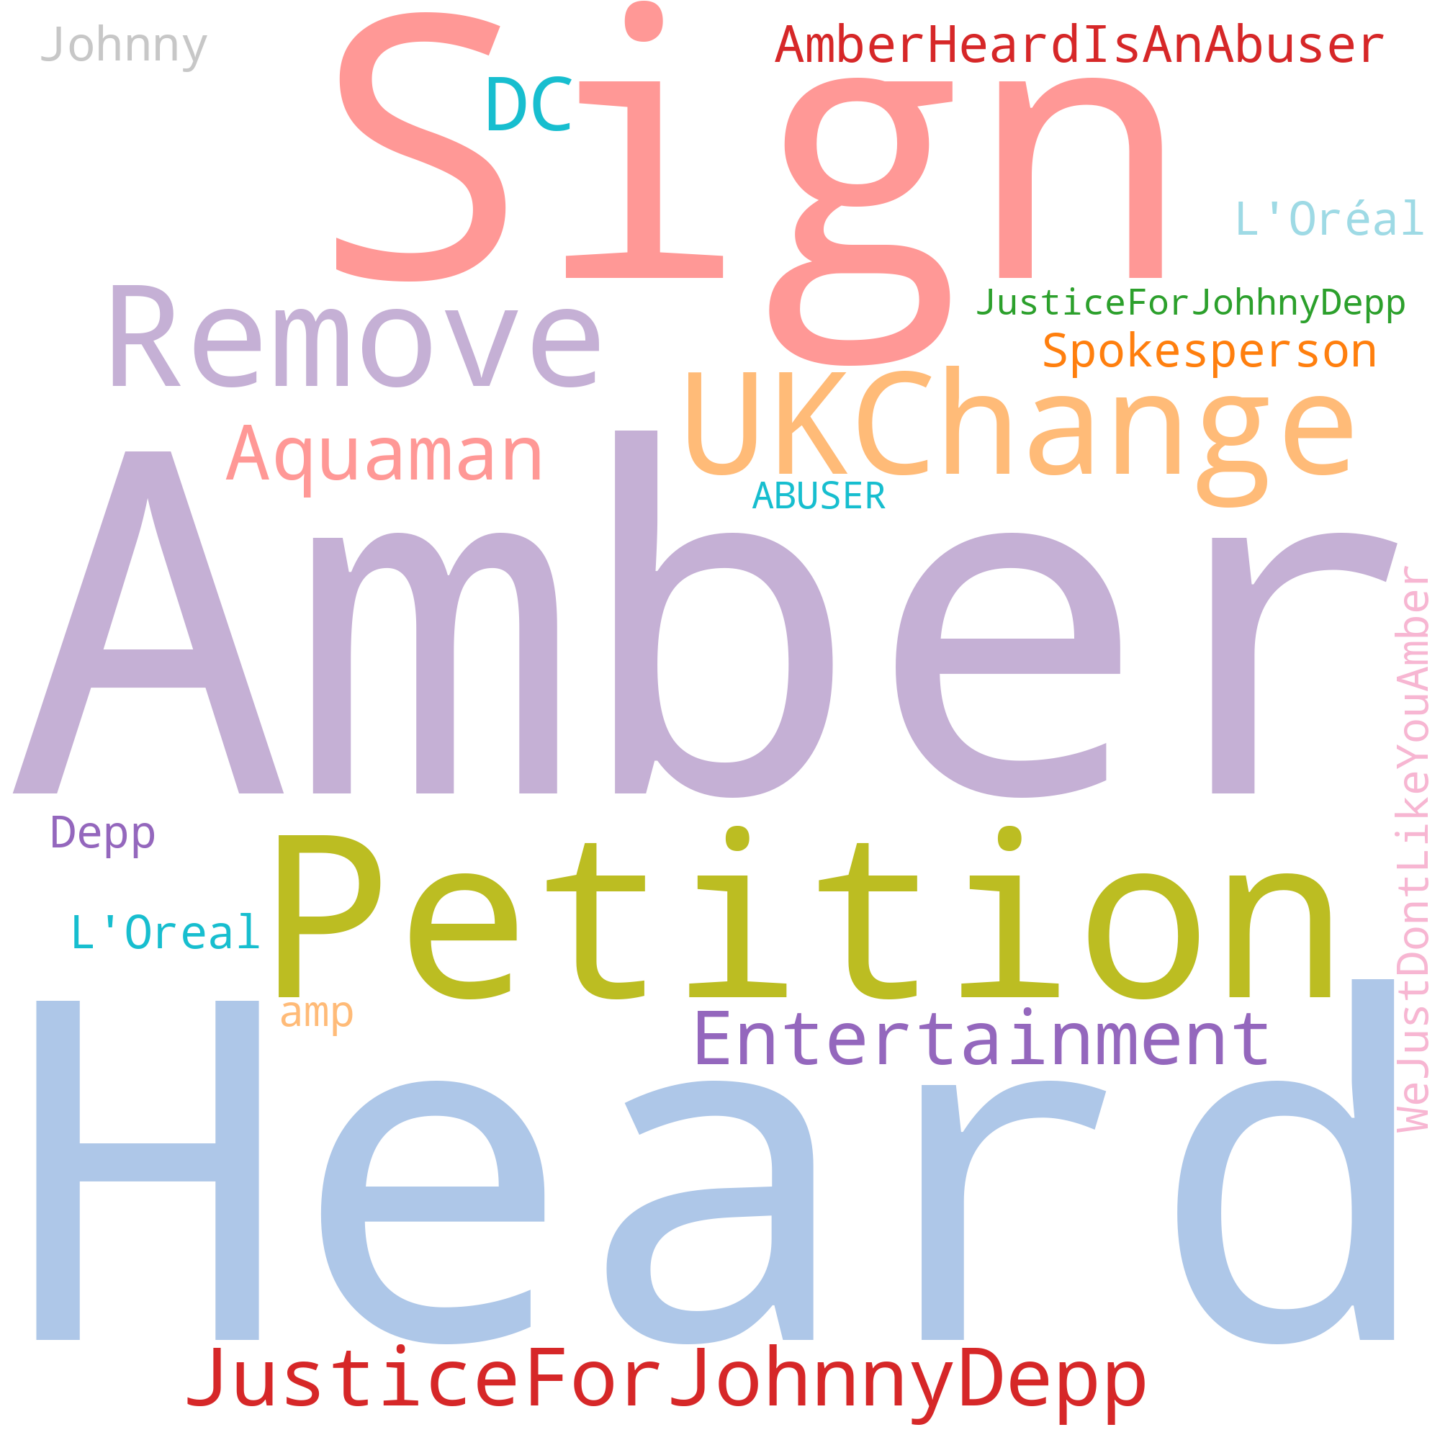 Johnny
Sign
AmberHeardIsAnAbuser
DC
L'Oréal
Remove
JusticeForJohhnyDepp
Spokesperson
UKChange
Aquaman
ABUSER
Amber
WeJustDontLikeYouAmber
Depp
Petition
L'Oreal
amp
Entertainment
Heard
JusticeForJohnnyDepp